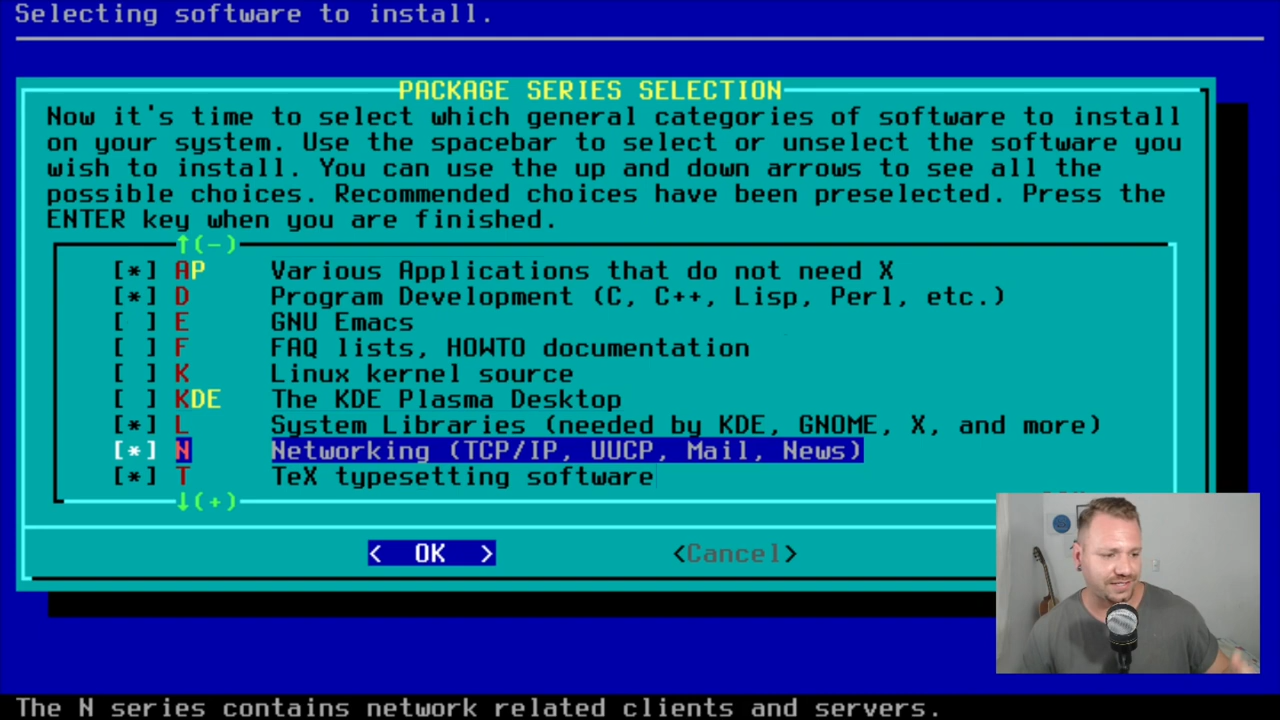 Selecting software to install.
PACKAGE SERIES SELECTION
Now it's time to select which general categories of software to install
on your system. Use the spacebar to select or unselect the software you
wish to install. You can use the up and down arrows to see all the
possible choices. Recommended choices have been preselected. Press the
ENTER key when you are finished.
↑(-)
[*] AP Various Applications that do not need X
[*] D Program Development (C, C++, Lisp, Perl, etc.)
[ ] E GNU Emacs
[ ] F FAQ lists, HOWTO documentation
[ ] K Linux kernel source
[ ] KDE The KDE Plasma Desktop
[*] L System Libraries (needed by KDE, GNOME, X, and more)
[*] N Networking (TCP/IP, UUCP, Mail, News)
[*] T TeX typesetting software
↓(+)
< OK > <Cancel>
The N series contains network related clients and servers.